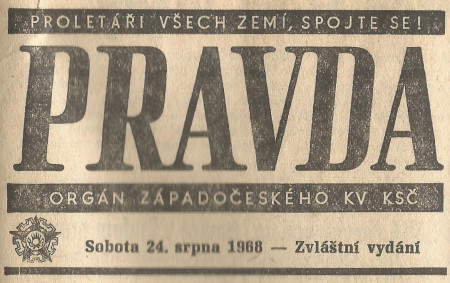 PROLETÁŘI VŠECH ZEMÍ, SPOJTE SE!
PRAVDA
ORGÁN ZÁPADOČESKÉHO KV KSČ
Sobota 24. srpna 1968 — Zvláštní vydání